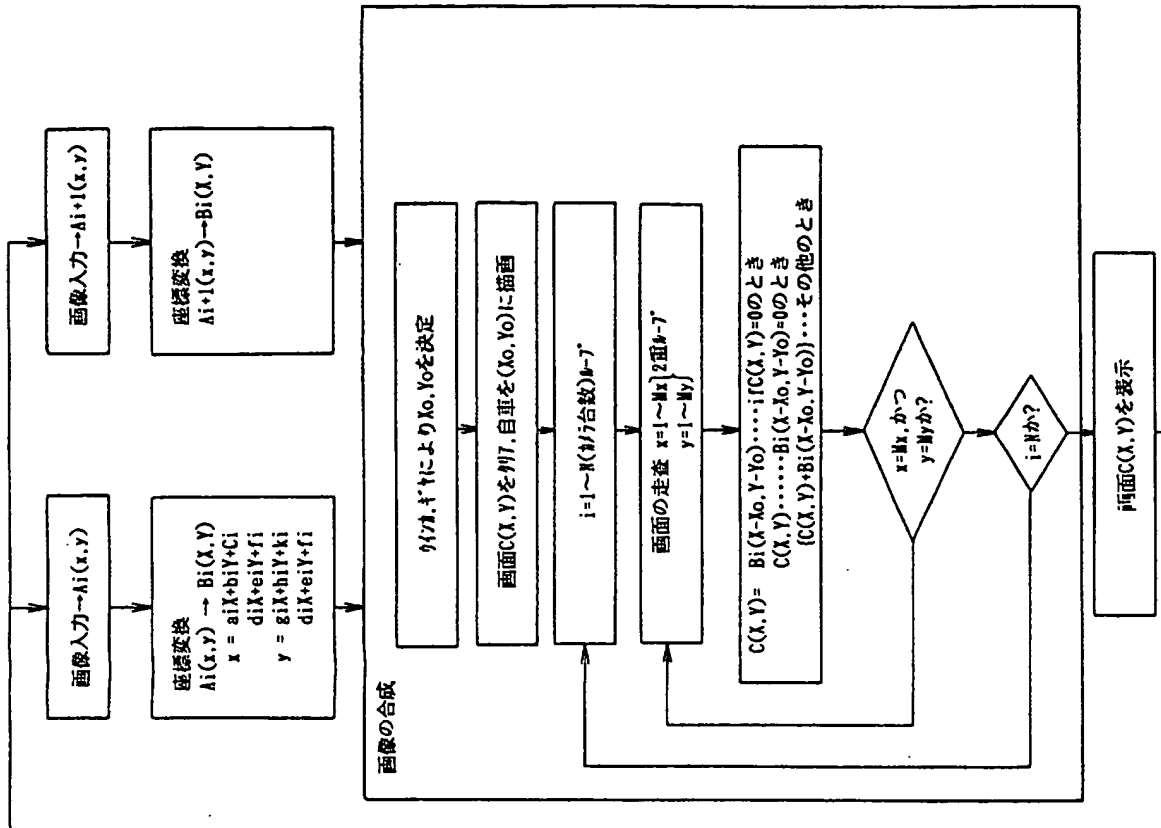 画像入力→Ai(x,y)
座標変換
Ai(x,y) → Bi(X,Y)
x = aiX+biY+Ci
diX+eiY+fi
y = giX+hiY+ki
diX+eiY+fi
画像入力→Ai+1(x,y)
座標変換
Ai+1(x,y)→Bi(X,Y)
画像の合成
ウインカ,ギヤによりXo,Yoを決定
画面C(X,Y)をクリア,自車を(Xo,Yo)に描画
i=1~N(カメラ台数)ループ
画面の走査 x=1~Mx}2重ループ
y=1~My
C(X,Y)= Bi(X-Xo,Y-Yo)・・・・ifC(X,Y)=0のとき
C(X,Y)・・・・・Bi(X-Xo,Y-Yo)=0のとき
{C(X,Y)+Bi(X-Xo,Y-Yo)}・・・その他のとき
x=Mx,かつ
y=Myか?
i=Nか?
画面C(X,Y)を表示